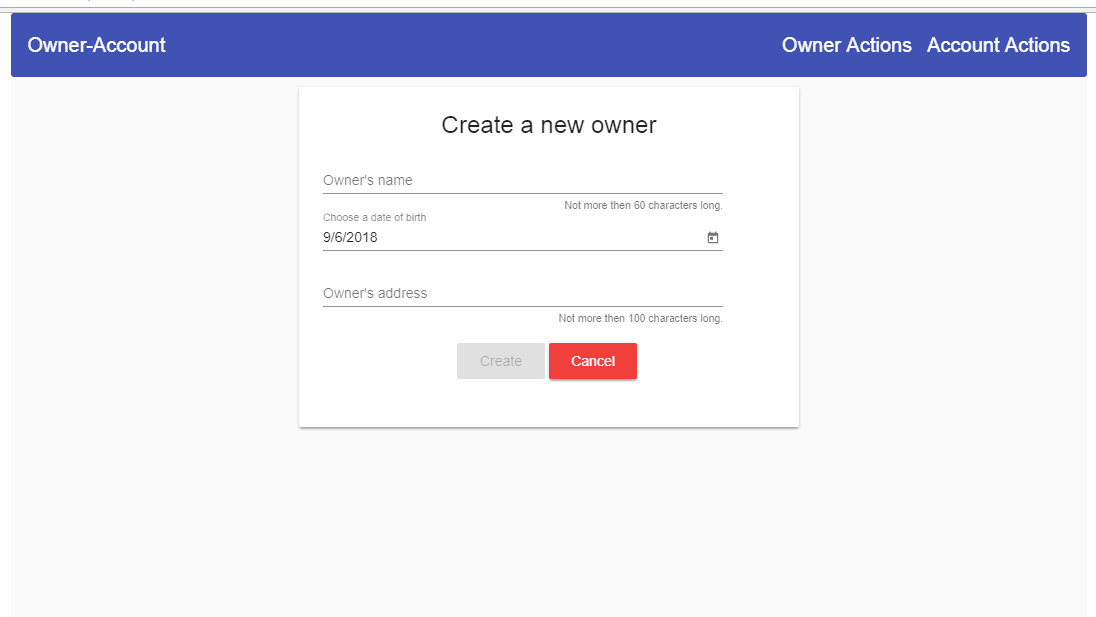 Owner-Account Owner Actions Account Actions
Create a new owner
Owner's name
Not more then 60 characters long.
Choose a date of birth
9/6/2018
Owner's address
Not more then 100 characters long.
Create Cancel